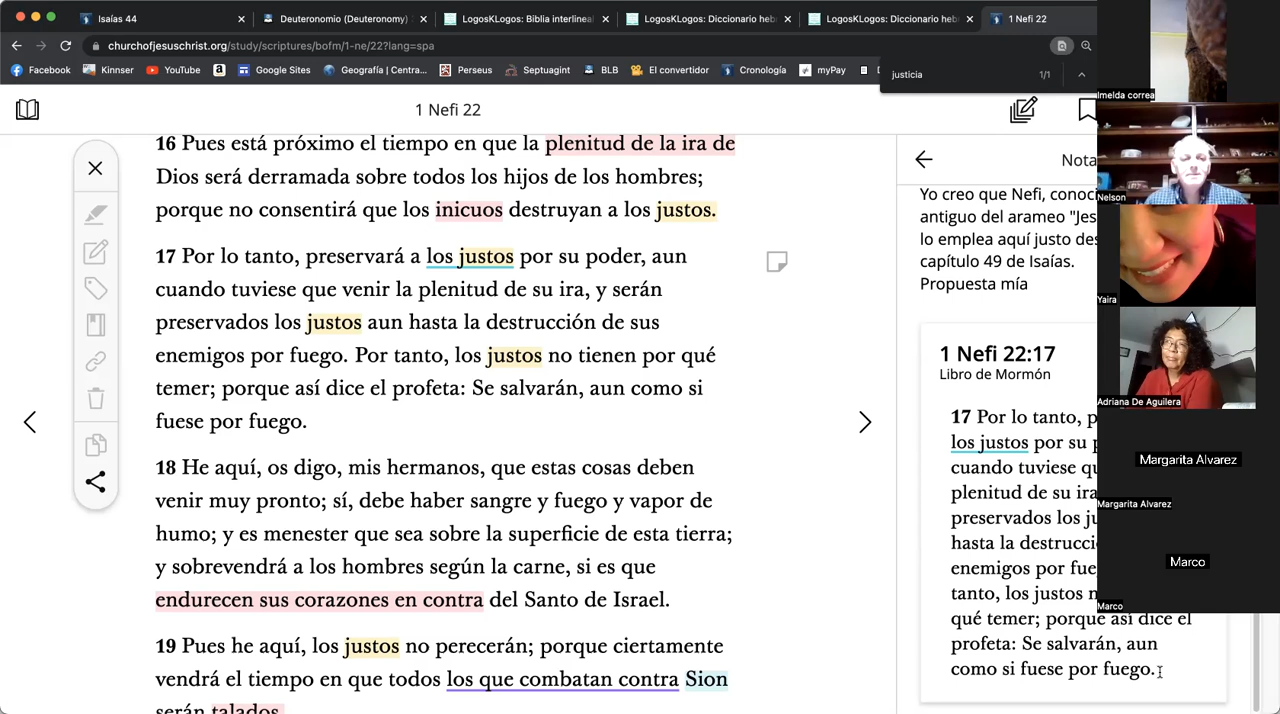 Isaías 44
Deuteronomio (Deuteronomy)
LogosKLogos: Biblia interlineal
LogosKLogos: Diccionario heb
LogosKLogos: Diccionario heb
1 Nefi 22
churchofjesuschrist.org/study/scriptures/bofm/1-ne/22?lang=spa
Facebook
Kinnser
YouTube
Google Sites
Geografía | Centra...
Perseus
Septuagint
BLB
El convertidor
Cronología
myPay
justicia
1/1
1 Nefi 22
16 Pues está próximo el tiempo en que la plenitud de la ira de
Dios será derramada sobre todos los hijos de los hombres;
porque no consentirá que los inicuos destruyan a los justos.
17 Por lo tanto, preservará a los justos por su poder, aun
cuando tuviese que venir la plenitud de su ira, y serán
preservados los justos aun hasta la destrucción de sus
enemigos por fuego. Por tanto, los justos no tienen por qué
temer; porque así dice el profeta: Se salvarán, aun como si
fuese por fuego.
18 He aquí, os digo, mis hermanos, que estas cosas deben
venir muy pronto; sí, debe haber sangre y fuego y vapor de
humo; y es menester que sea sobre la superficie de esta tierra;
y sobrevendrá a los hombres según la carne, si es que
endurecen sus corazones en contra del Santo de Israel.
19 Pues he aquí, los justos no perecerán; porque ciertamente
vendrá el tiempo en que todos los que combatan contra Sion
serán talados
Nota
Yo creo que Nefi, conoci
antiguo del arameo "Jes
lo emplea aquí justo des
capítulo 49 de Isaías.
Propuesta mía
1 Nefi 22:17
Libro de Mormón
17 Por lo tanto, p
los justos por su p
cuando tuviese qu
plenitud de su ira
preservados los ju
hasta la destrucci
enemigos por fue
tanto, los justos n
qué temer; porque así dice el
profeta: Se salvarán, aun
como si fuese por fuego.
Imelda correa
Nelson
Yaira
Adriana De Aguilera
Margarita Alvarez
Margarita Alvarez
Marco
Marco